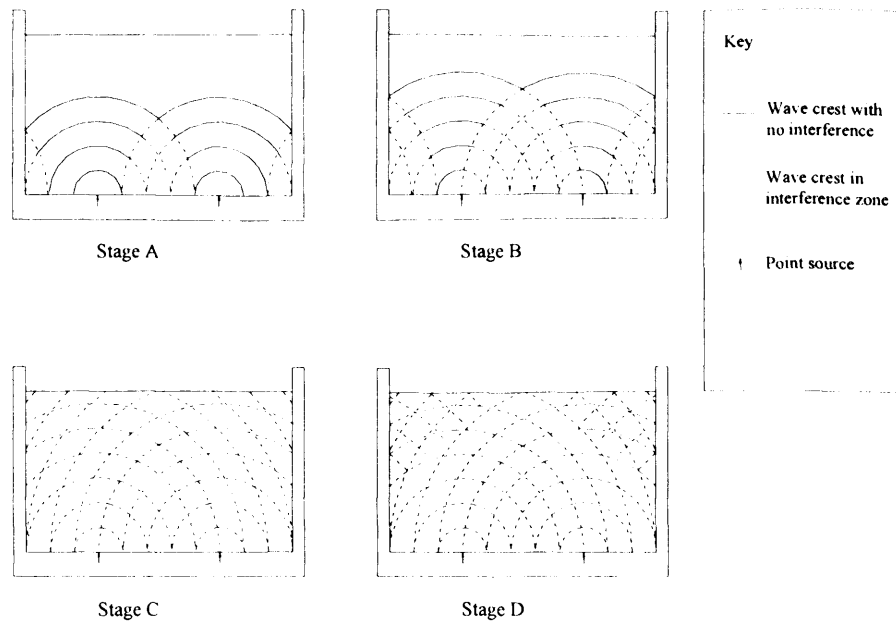 Key
Wave crest with
no interference
Wave crest in
interference zone
Point source
Stage A
Stage B
Stage C
Stage D